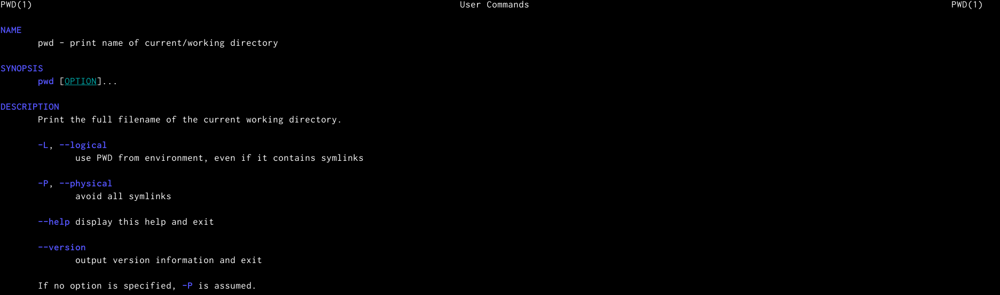 PWD(1) User Commands PWD(1)
NAME
pwd - print name of current/working directory
SYNOPSIS
pwd [OPTION]...
DESCRIPTION
Print the full filename of the current working directory.
-L, --logical
use PWD from environment, even if it contains symlinks
-P, --physical
avoid all symlinks
--help display this help and exit
--version
output version information and exit
If no option is specified, -P is assumed.